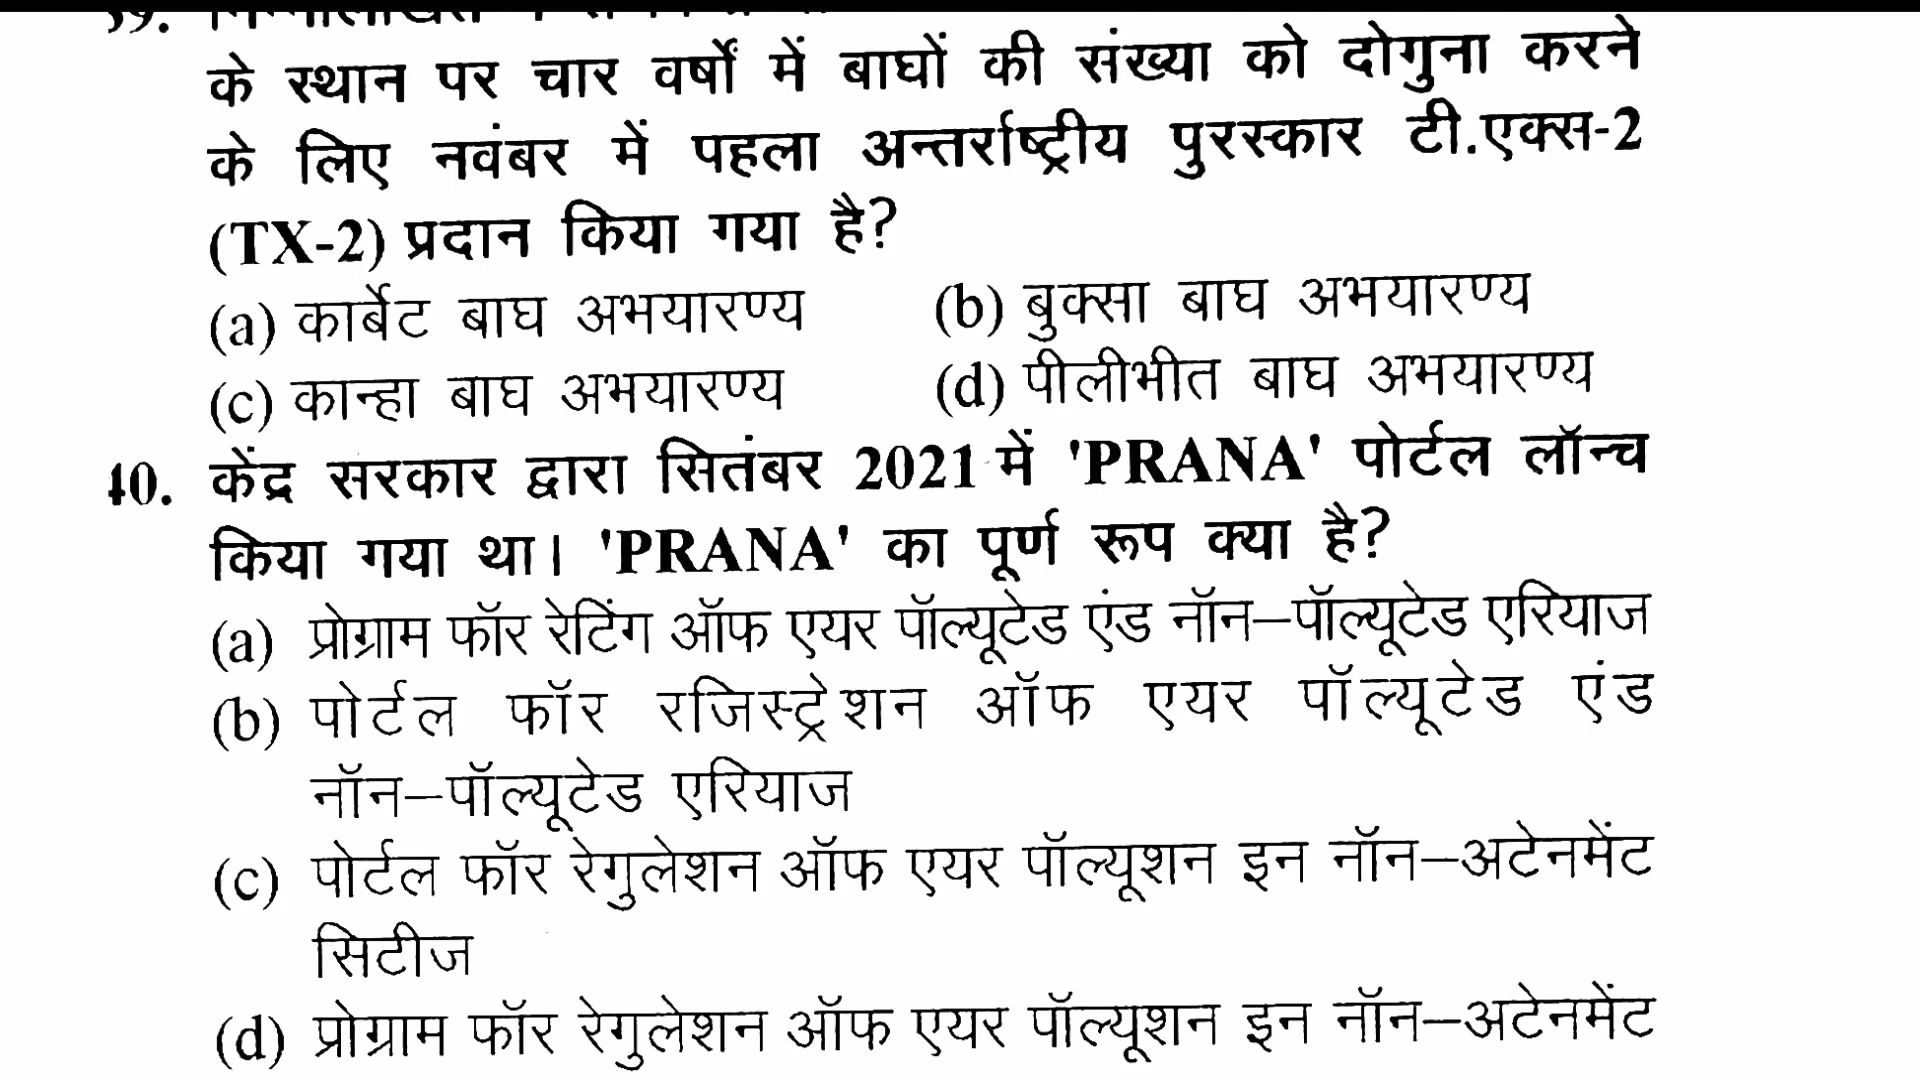 के स्थान पर चार वर्षों में बाघों की संख्या को दोगुना करने
के लिए नवंबर में पहला अन्तर्राष्ट्रीय पुरस्कार टी.एक्स-2
(TX-2) प्रदान किया गया है?
(a) कार्बेट बाघ अभयारण्य (b) बुक्सा बाघ अभयारण्य
(c) कान्हा बाघ अभयारण्य (d) पीलीभीत बाघ अभयारण्य
40. केंद्र सरकार द्वारा सितंबर 2021 में 'PRANA' पोर्टल लॉन्च
किया गया था। 'PRANA' का पूर्ण रूप क्या है?
(a) प्रोग्राम फॉर रेटिंग ऑफ एयर पॉल्यूटेड एंड नॉन–पॉल्यूटेड एरियाज
(b) पोर्टल फॉर रजिस्ट्रेशन ऑफ एयर पॉल्यूटेड एंड
नॉन–पॉल्यूटेड एरियाज
(c) पोर्टल फॉर रेगुलेशन ऑफ एयर पॉल्यूशन इन नॉन–अटेनमेंट
सिटीज
(d) प्रोग्राम फॉर रेगुलेशन ऑफ एयर पॉल्यूशन इन नॉन–अटेनमेंट